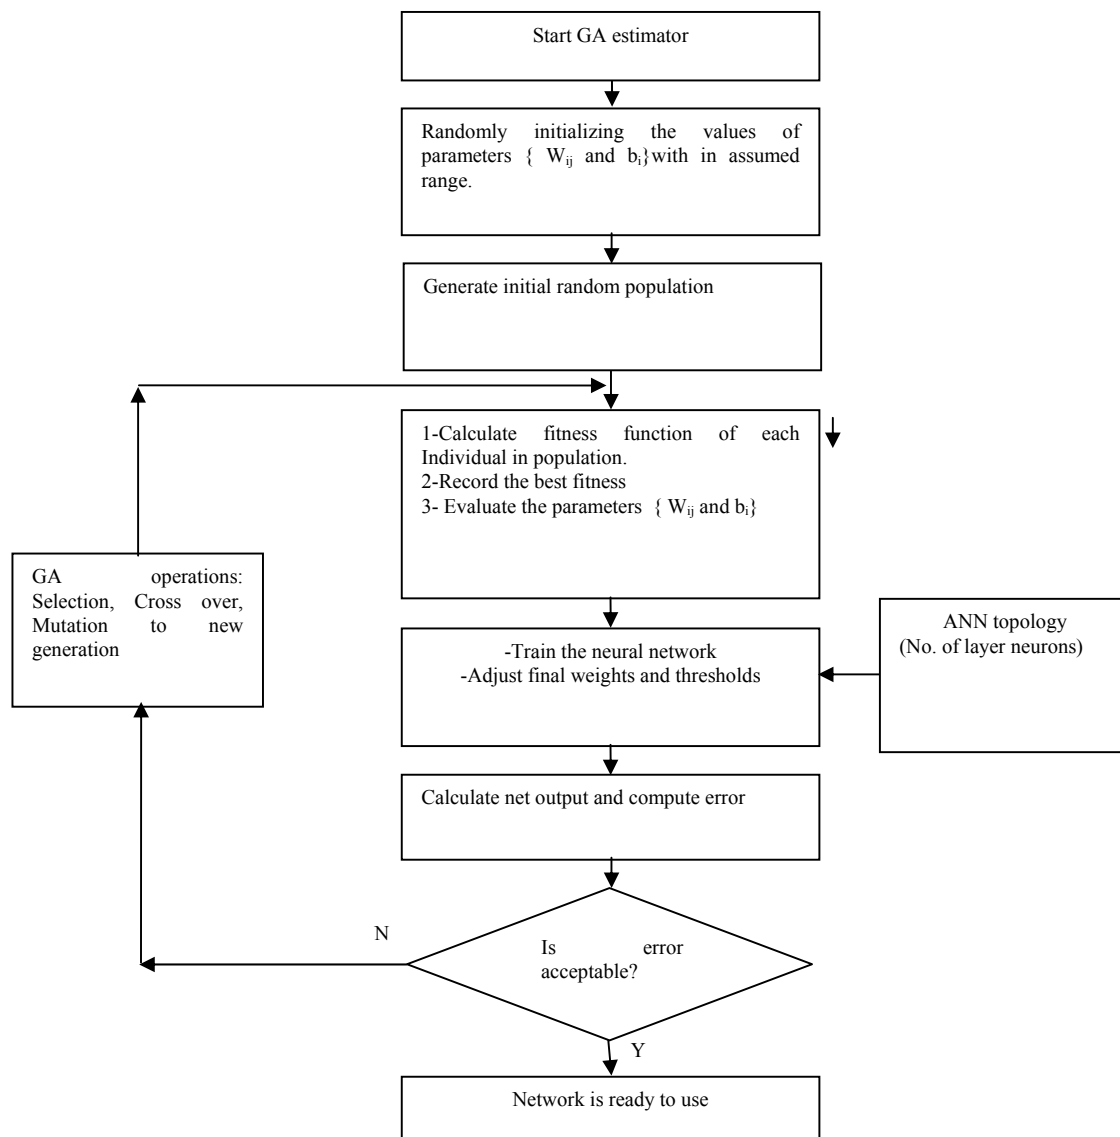 Start GA estimator
Randomly initializing the values of
parameters { Wij and bi}with in assumed
range.
Generate initial random population
1-Calculate fitness function of each
Individual in population.
2-Record the best fitness
3- Evaluate the parameters { Wij and bi}
GA operations:
Selection, Cross over,
Mutation to new
generation
-Train the neural network
-Adjust final weights and thresholds
ANN topology
(No. of layer neurons)
Calculate net output and compute error
N
Is error
acceptable?
Y
Network is ready to use